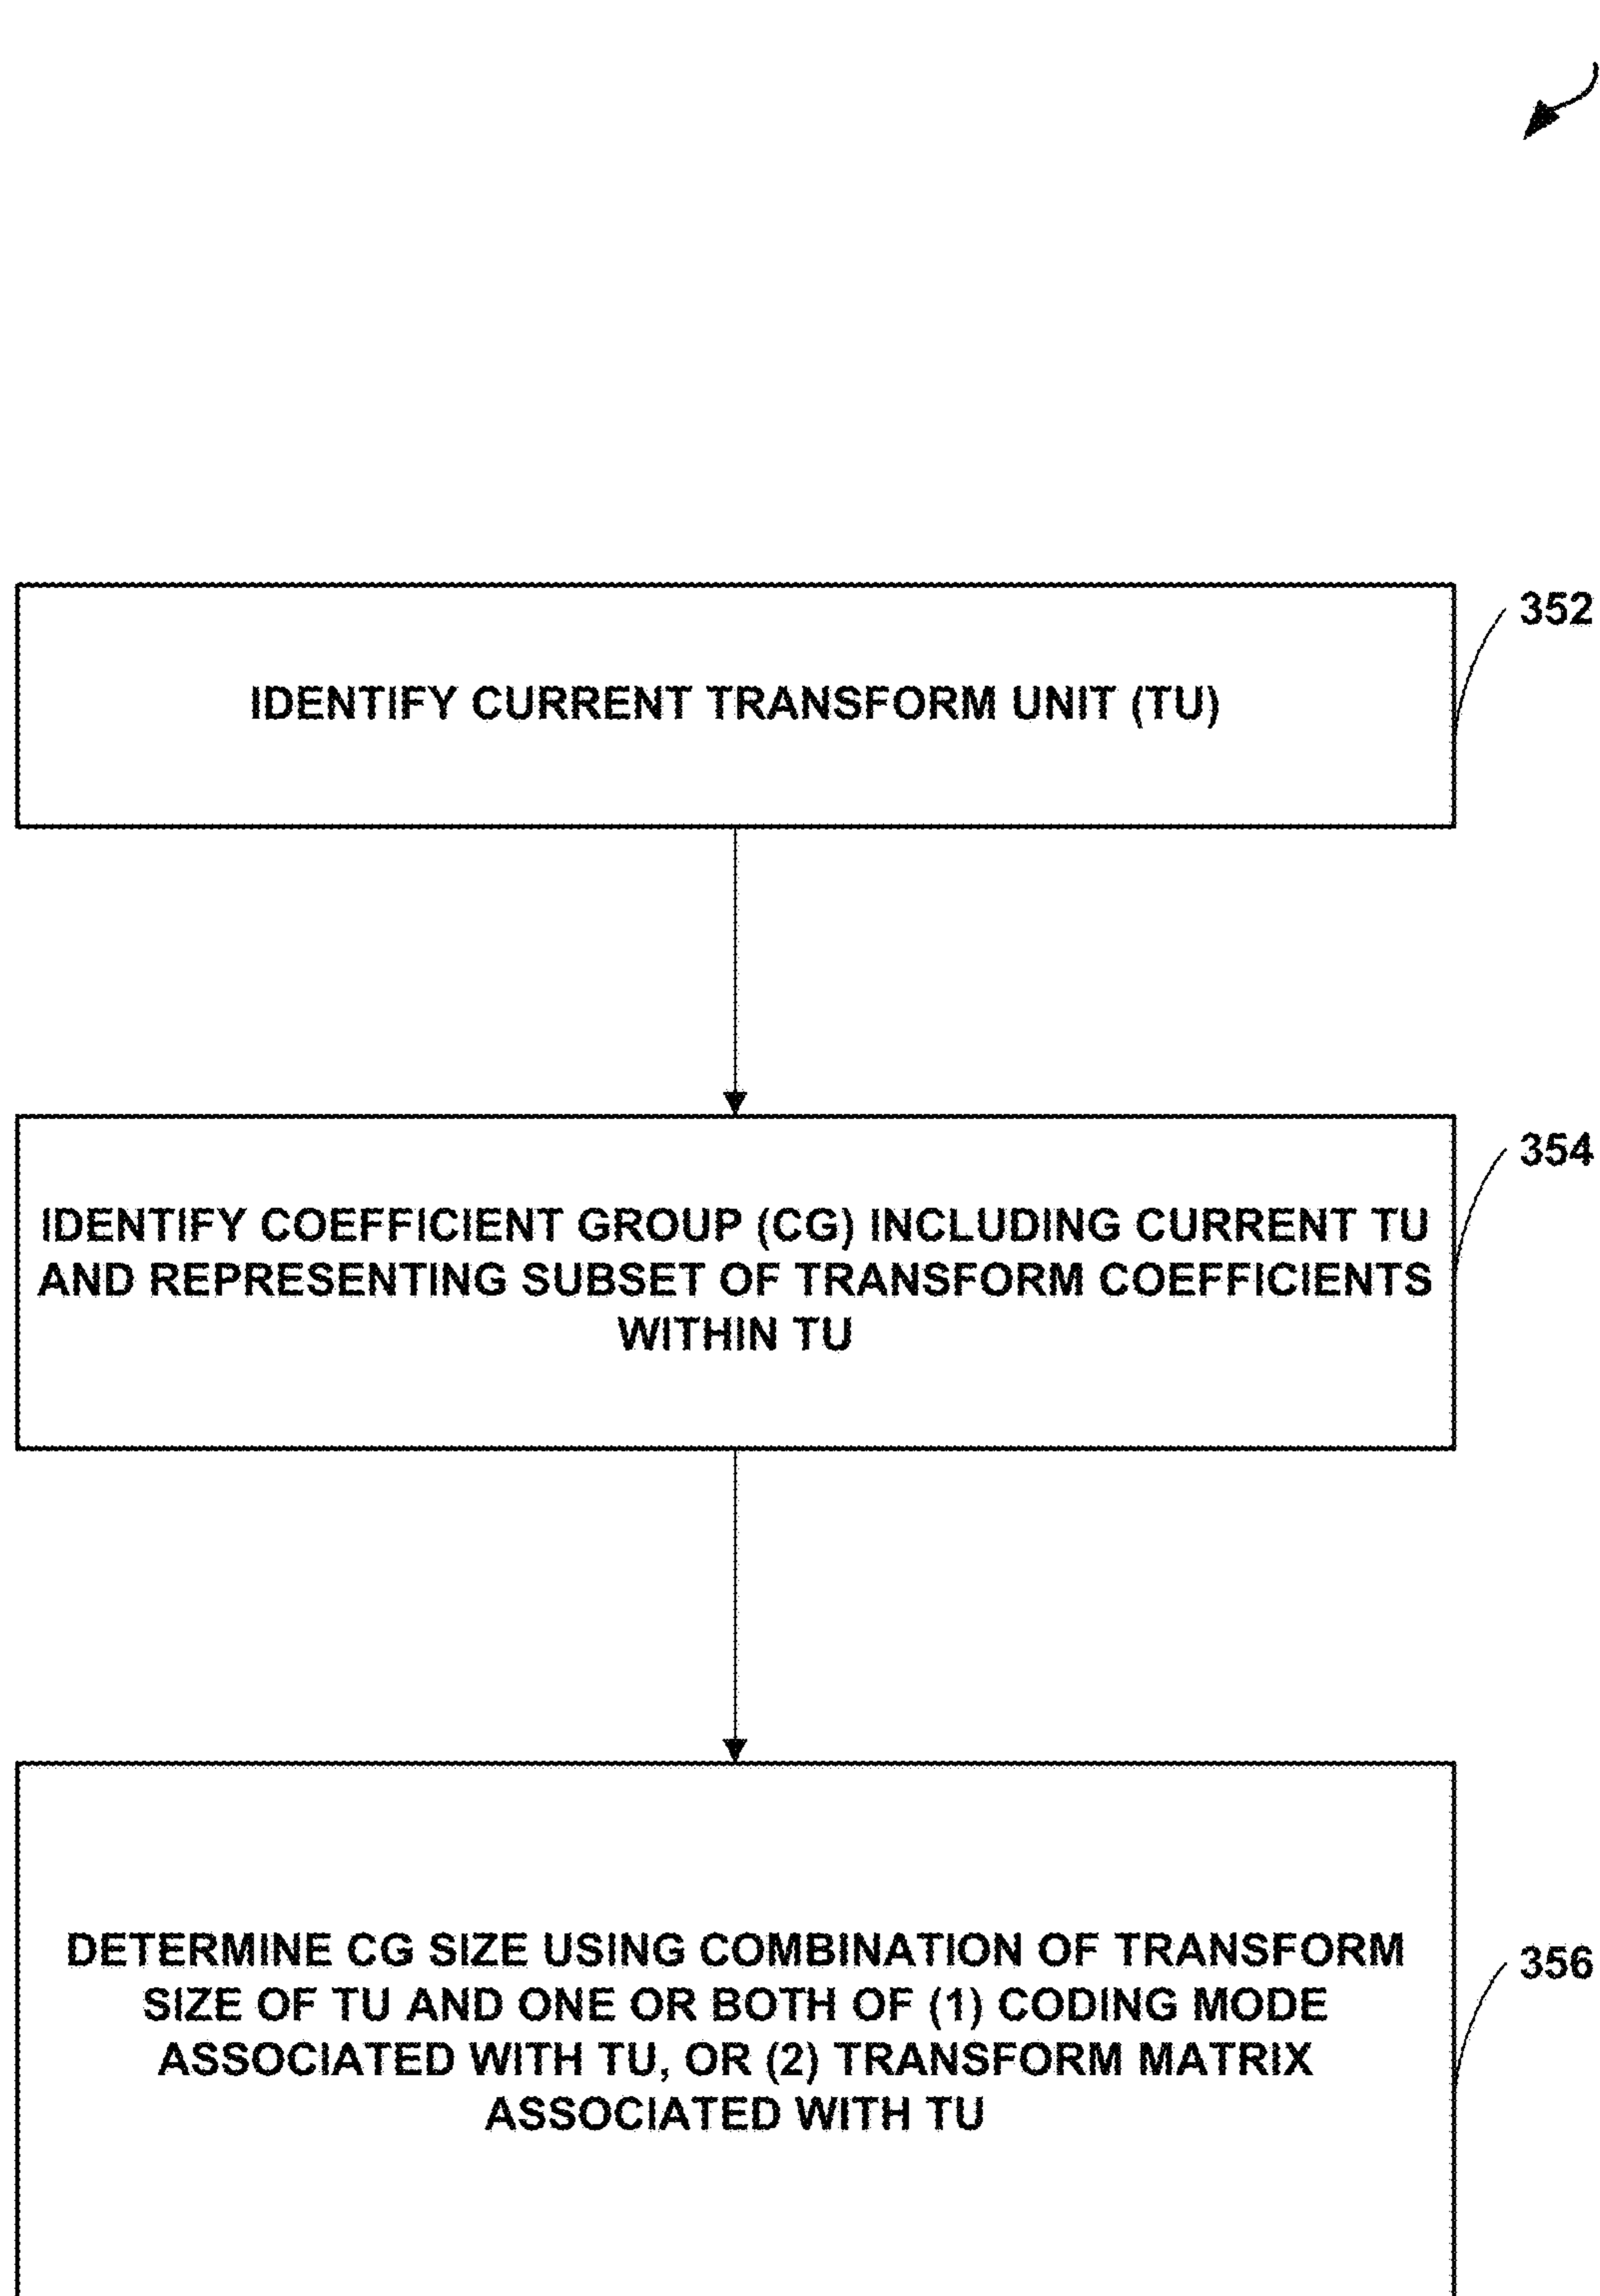 352
IDENTIFY CURRENT TRANSFORM UNIT (TU)
354
IDENTIFY COEFFICIENT GROUP (CG) INCLUDING CURRENT TU
AND REPRESENTING SUBSET OF TRANSFORM COEFFICIENTS
WITHIN TU
DETERMINE CG SIZE USING COMBINATION OF TRANSFORM
356
SIZE OF TU AND ONE OR BOTH OF (1) CODING MODE
ASSOCIATED WITH TU, OR (2) TRANSFORM MATRIX
ASSOCIATED WITH TU